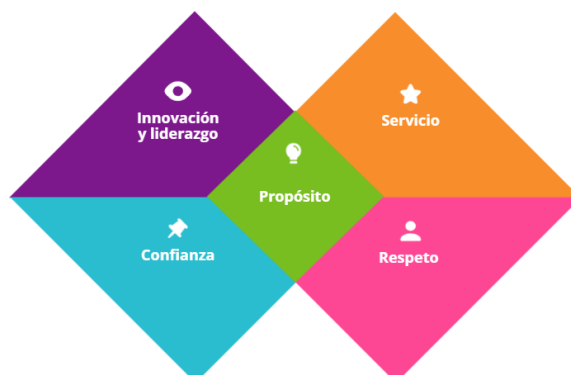 Innovación
y liderazgo
Servicio
Propósito
Confianza
Respeto